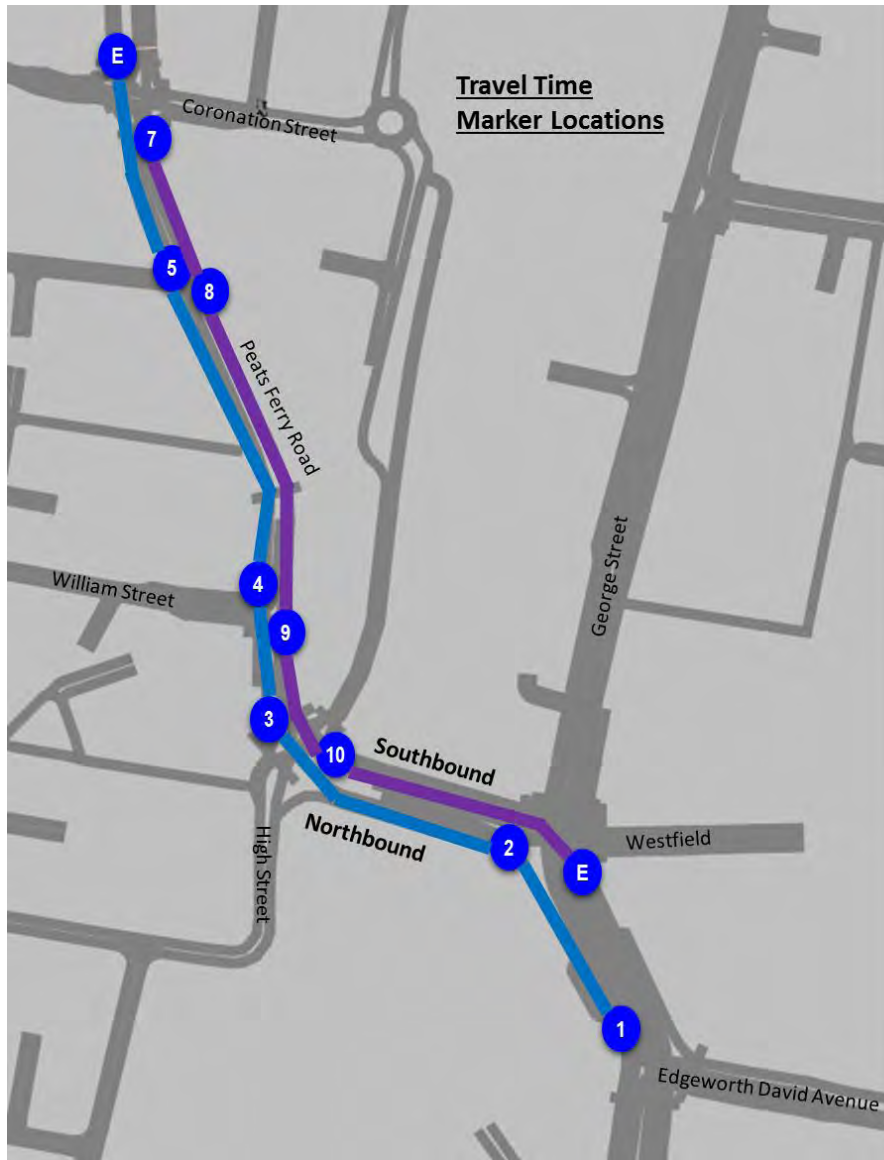 E
Travel Time
Marker Locations
Coronation Street
7
5
8
Peats Ferry Road
George Street
4
William Street
9
3
10
Southbound
Northbound
2
Westfield
High Street
E
1
Edgeworth David Avenue